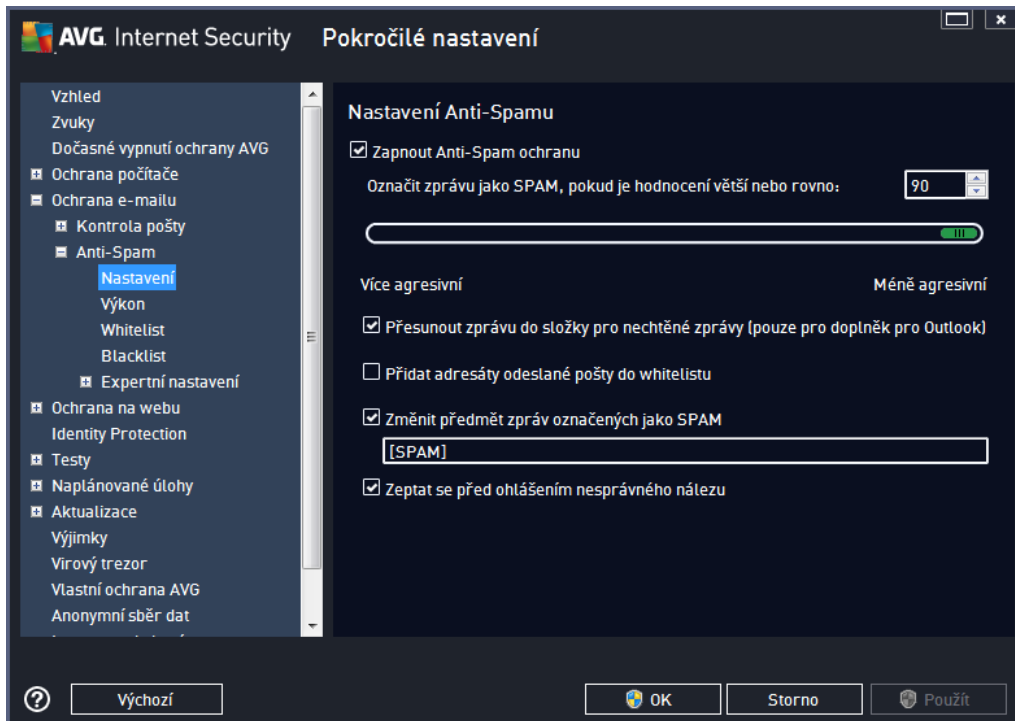 AVG. Internet Security Pokročilé nastavení
Vzhled
Zvuky
Dočasné vypnutí ochrany AVG
Ochrana počítače
Ochrana e-mailu
Kontrola pošty
Anti-Spam
Nastavení
Výkon
Whitelist
Blacklist
Expertní nastavení
Ochrana na webu
Identity Protection
Testy
Naplánované úlohy
Aktualizace
Výjimky
Virový trezor
Vlastní ochrana AVG
Anonymní sběr dat
Nastavení Anti-Spamu
Zapnout Anti-Spam ochranu
Označit zprávu jako SPAM, pokud je hodnocení větší nebo rovno: 90
Více agresivní Méně agresivní
Přesunout zprávu do složky pro nechtěné zprávy (pouze pro doplněk pro Outlook)
Přidat adresáty odeslané pošty do whitelistu
Změnit předmět zpráv označených jako SPAM
[SPAM]
Zeptat se před ohlášením nesprávného nálezu
? Výchozí OK Storno Použít